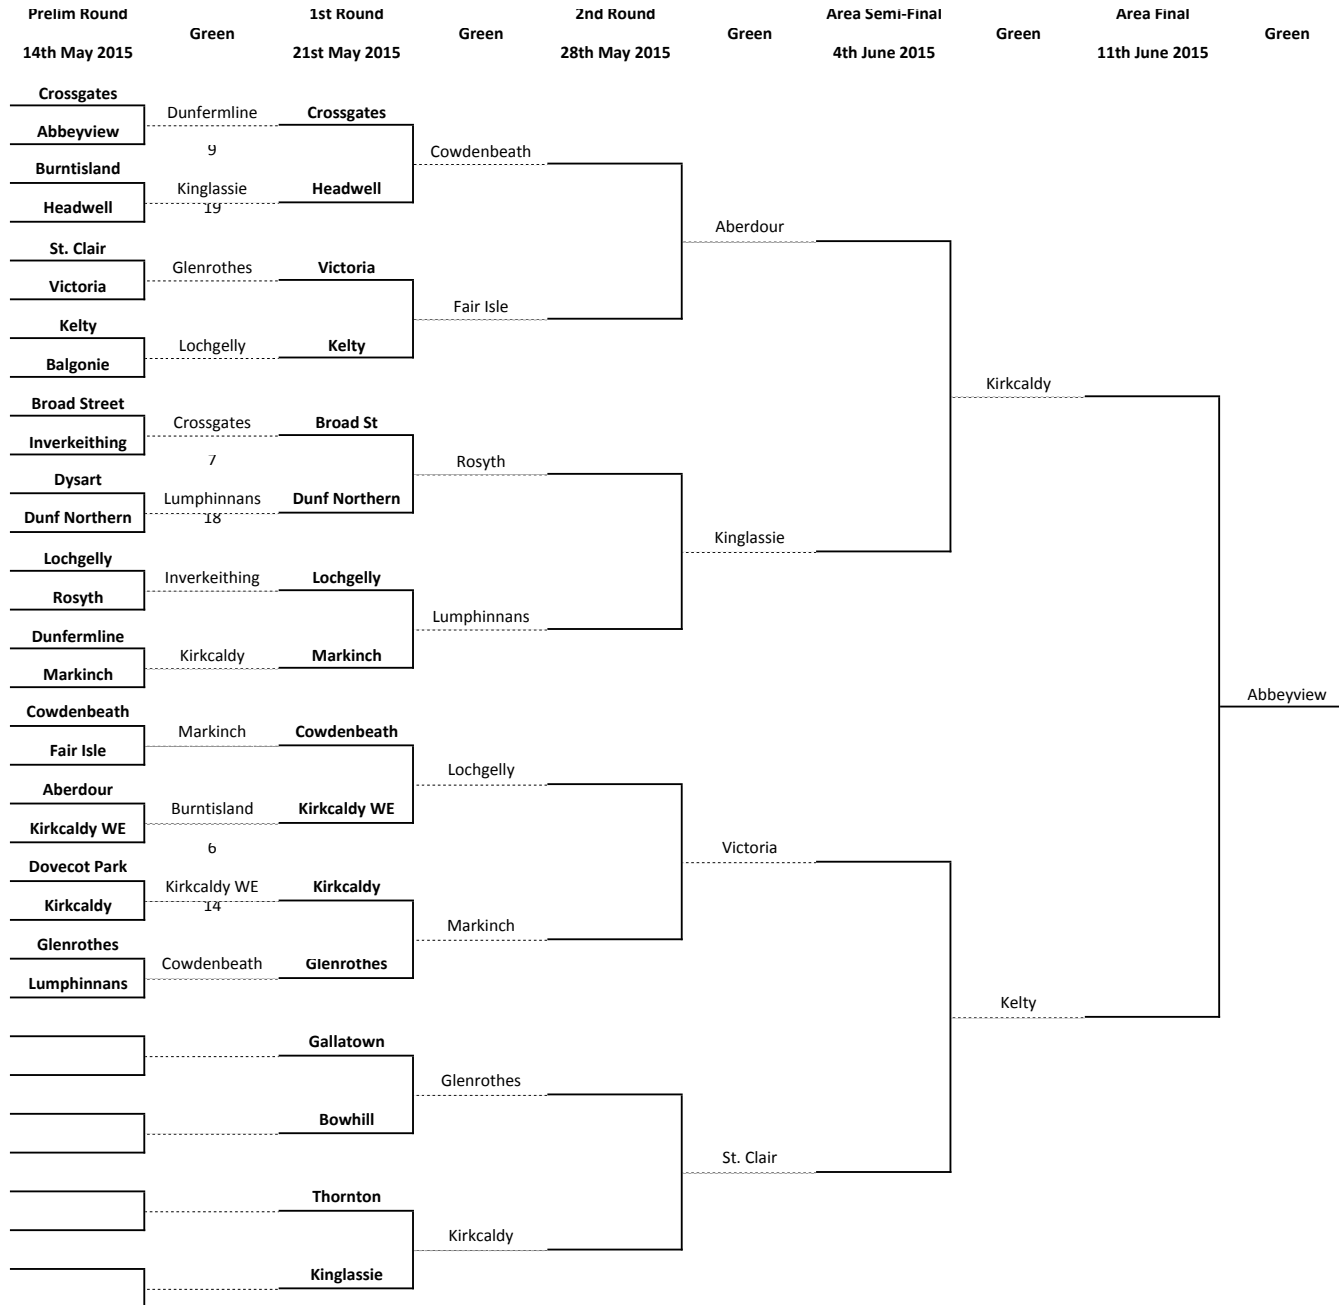 Prelim Round
1st Round
2nd Round
Area Semi-Final
Area Final
Green
Green
Green
Green
Green
14th May 2015
21st May 2015
28th May 2015
4th June 2015
11th June 2015
Crossgates
Dunfermline
Crossgates
Abbeyview
9
Cowdenbeath
Burntisland
Kinglassie
Headwell
Headwell
19
Aberdour
St. Clair
Glenrothes
Victoria
Victoria
Fair Isle
Kelty
Lochgelly
Kelty
Balgonie
Kirkcaldy
Broad Street
Crossgates
Broad St
Inverkeithing
7
Rosyth
Dysart
Lumphinnans
Dunf Northern
Dunf Northern
18
Kinglassie
Lochgelly
Inverkeithing
Lochgelly
Rosyth
Lumphinnans
Dunfermline
Kirkcaldy
Markinch
Markinch
Abbeyview
Cowdenbeath
Markinch
Cowdenbeath
Fair Isle
Lochgelly
Aberdour
Burntisland
Kirkcaldy WE
Kirkcaldy WE
6
Victoria
Dovecot Park
Kirkcaldy WE
Kirkcaldy
Kirkcaldy
14
Markinch
Glenrothes
Cowdenbeath
Glenrothes
Lumphinnans
Kelty
Gallatown
Glenrothes
Bowhill
St. Clair
Thornton
Kirkcaldy
Kinglassie